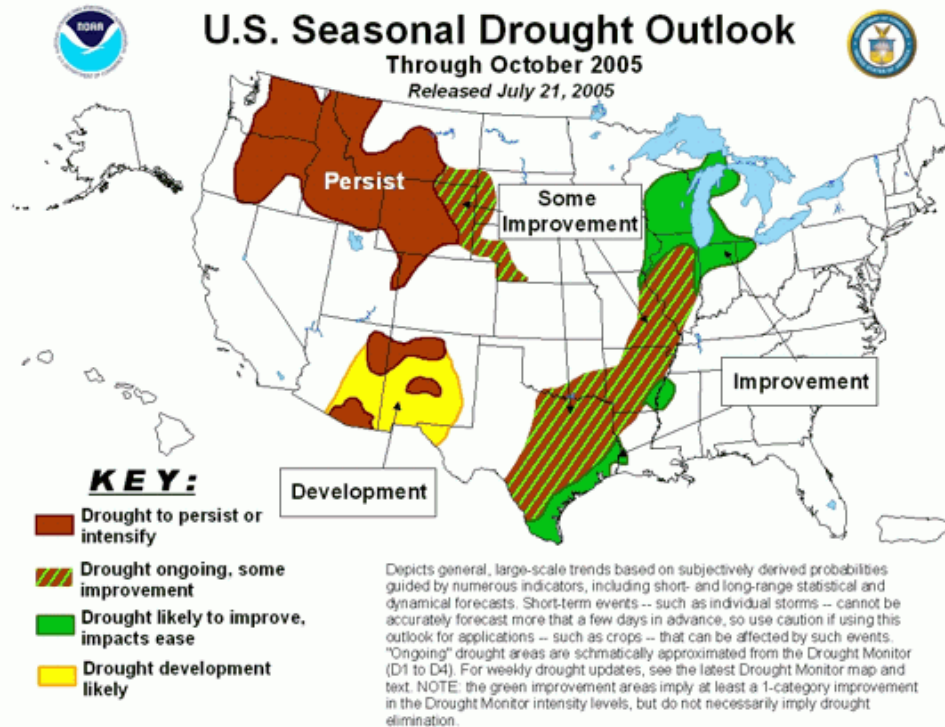 NOAA
U.S. Seasonal Drought Outlook
Through October 2005
Released July 21, 2005
Persist
Some
Improvement
Improvement
Development
KEY:
Drought to persist or
intensify
Drought ongoing, some
improvement
Drought likely to improve,
impacts ease
Drought development
likely
Depicts general, large-scale trends based on subjectively derived probabilities
guided by numerous indicators, including short- and long-range statistical and
dynamical forecasts. Short-term events -- such as individual storms -- cannot be
accurately forecast more that a few days in advance, so use caution if using this
outlook for applications -- such as crops -- that can be affected by such events.
"Ongoing" drought areas are schmatically approximated from the Drought Monitor
(D1 to D4). For weekly drought updates, see the latest Drought Monitor map and
text. NOTE: the green improvement areas imply at least a 1-category improvement
in the Drought Monitor intensity levels, but do not necessarily imply drought
elimination.